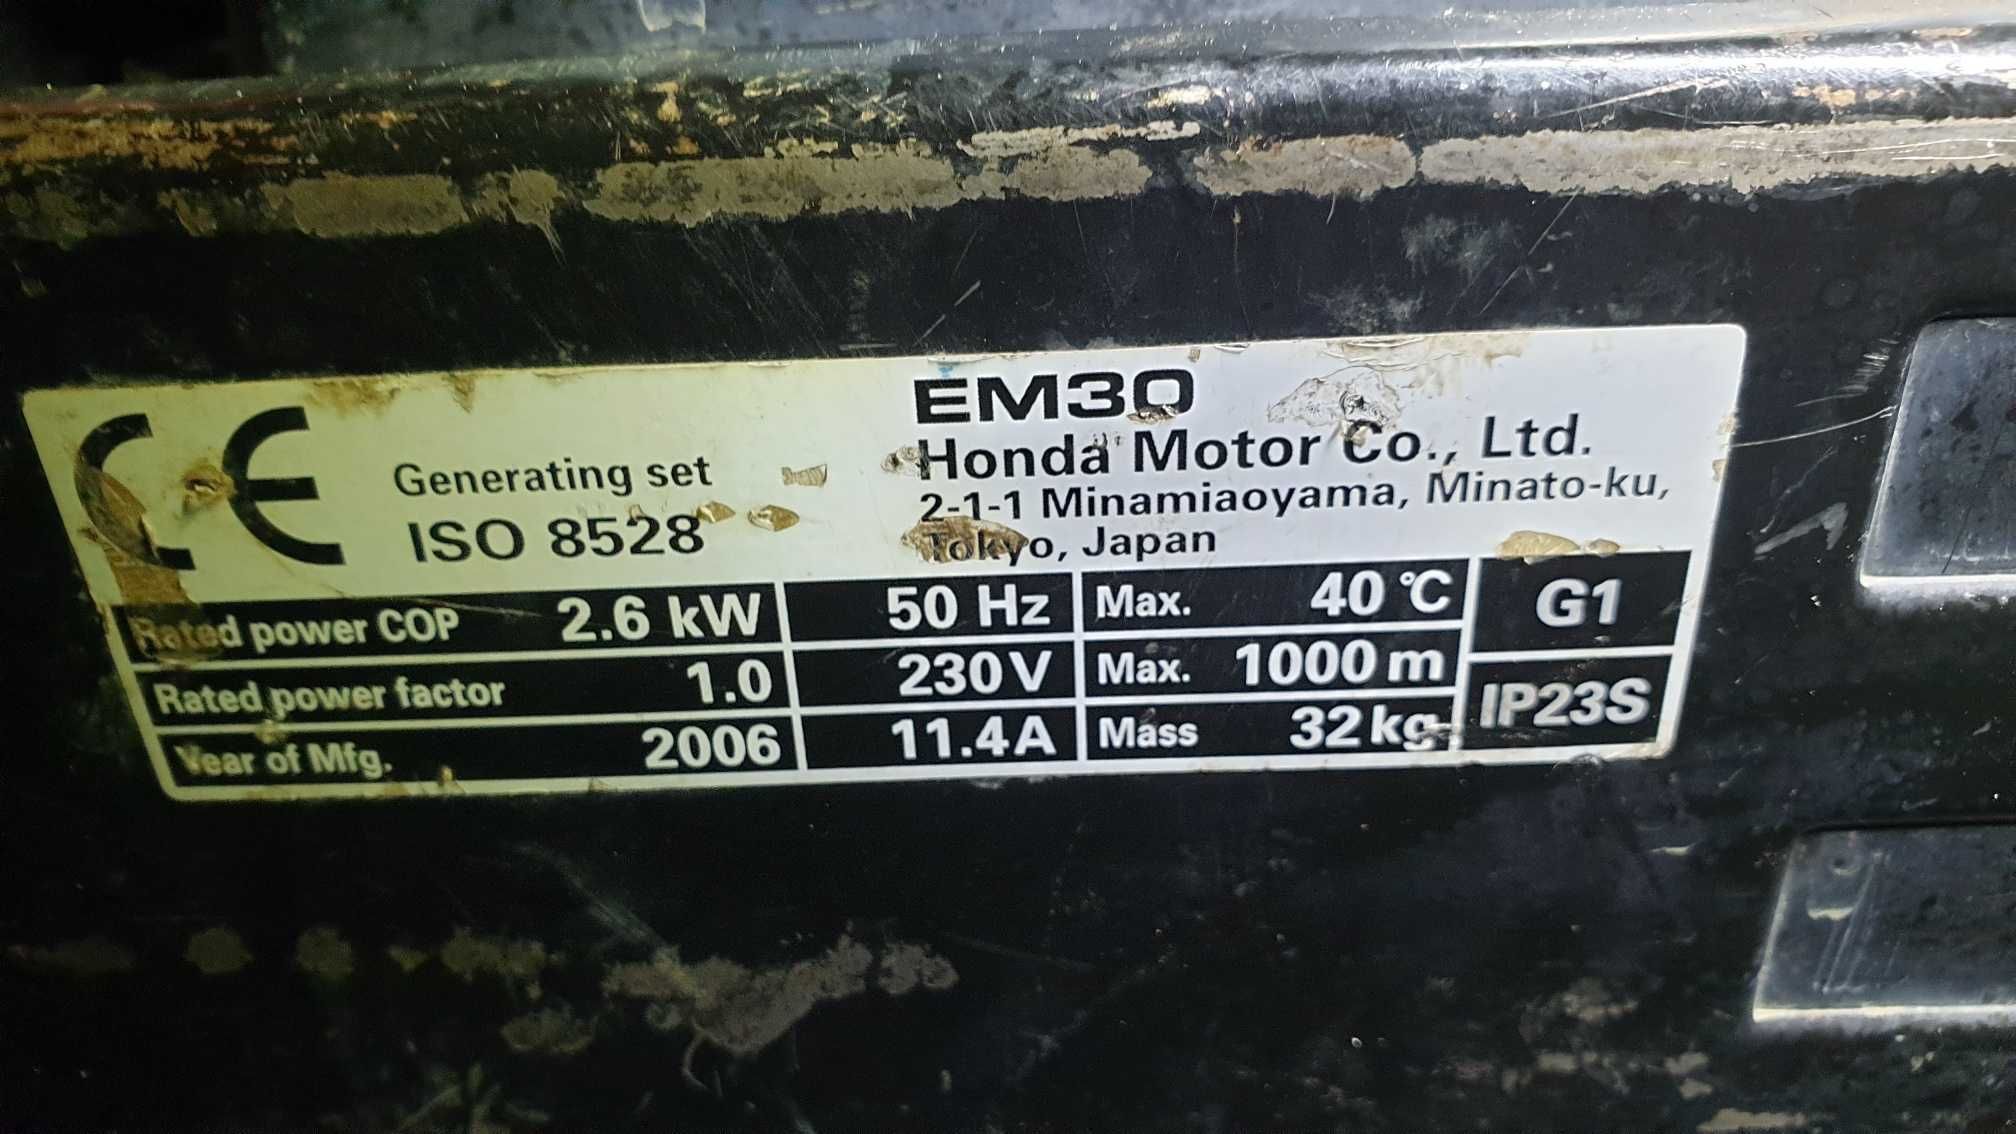 CE
Generating set
ISO 8528
EM30
Honda Motor Co., Ltd.
2-1-1 Minamiaoyama, Minato-ku,
Tokyo, Japan
Rated power COP 2.6 kW 50 Hz Max. 40 °C G1
Rated power factor 1.0 230V Max. 1000 m IP23S
Year of Mfg. 2006 11.4A Mass 32kg